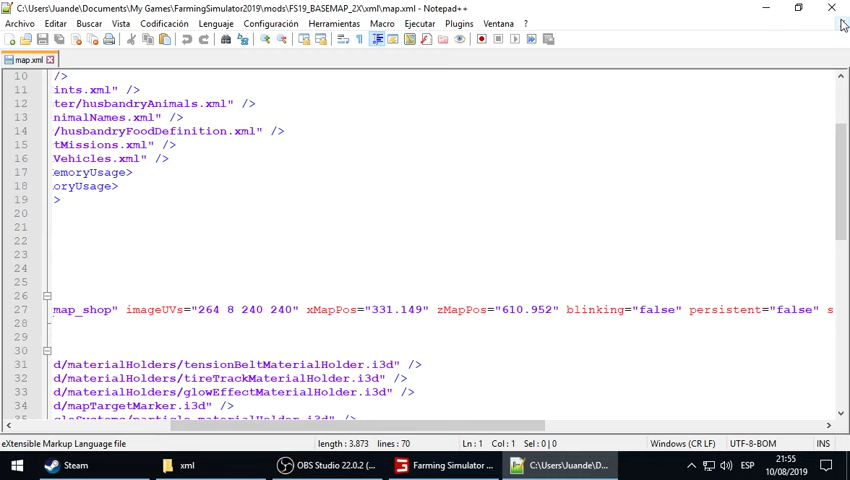 C:\Users\Juande\Documents\My Games\FarmingSimulator2019\mods\FS19_BASEMAP_2X\xml\map.xml - Notepad++
Archivo Editar Buscar Vista Codificación Lenguaje Configuración Herramientas Macro Ejecutar Plugins Ventana ?
map.xml
10 />
11 ints.xml" />
12 ter/husbandryAnimals.xml" />
13 nimalNames.xml" />
14 /husbandryFoodDefinition.xml" />
15 tMissions.xml" />
16 Vehicles.xml" />
17 emoryUsage>
18 oryUsage>
19 >
20
21
22
23
24
25
26
27 map_shop" imageUVs="264 8 240 240" xMapPos="331.149" zMapPos="610.952" blinking="false" persistent="false" s
28
29
30
31 d/materialHolders/tensionBeltMaterialHolder.i3d" />
32 d/materialHolders/tireTrackMaterialHolder.i3d" />
33 d/materialHolders/glowEffectMaterialHolder.i3d" />
34 d/mapTargetMarker.i3d" />
35
eXtensible Markup Language file length : 3.873 lines : 70 Ln : 1 Col : 1 Sel : 0 | 0 Windows (CR LF) UTF-8-BOM INS
Steam xml OBS Studio 22.0.2 (... Farming Simulator ... C:\Users\Juande\D... ESP 21:55
10/08/2019